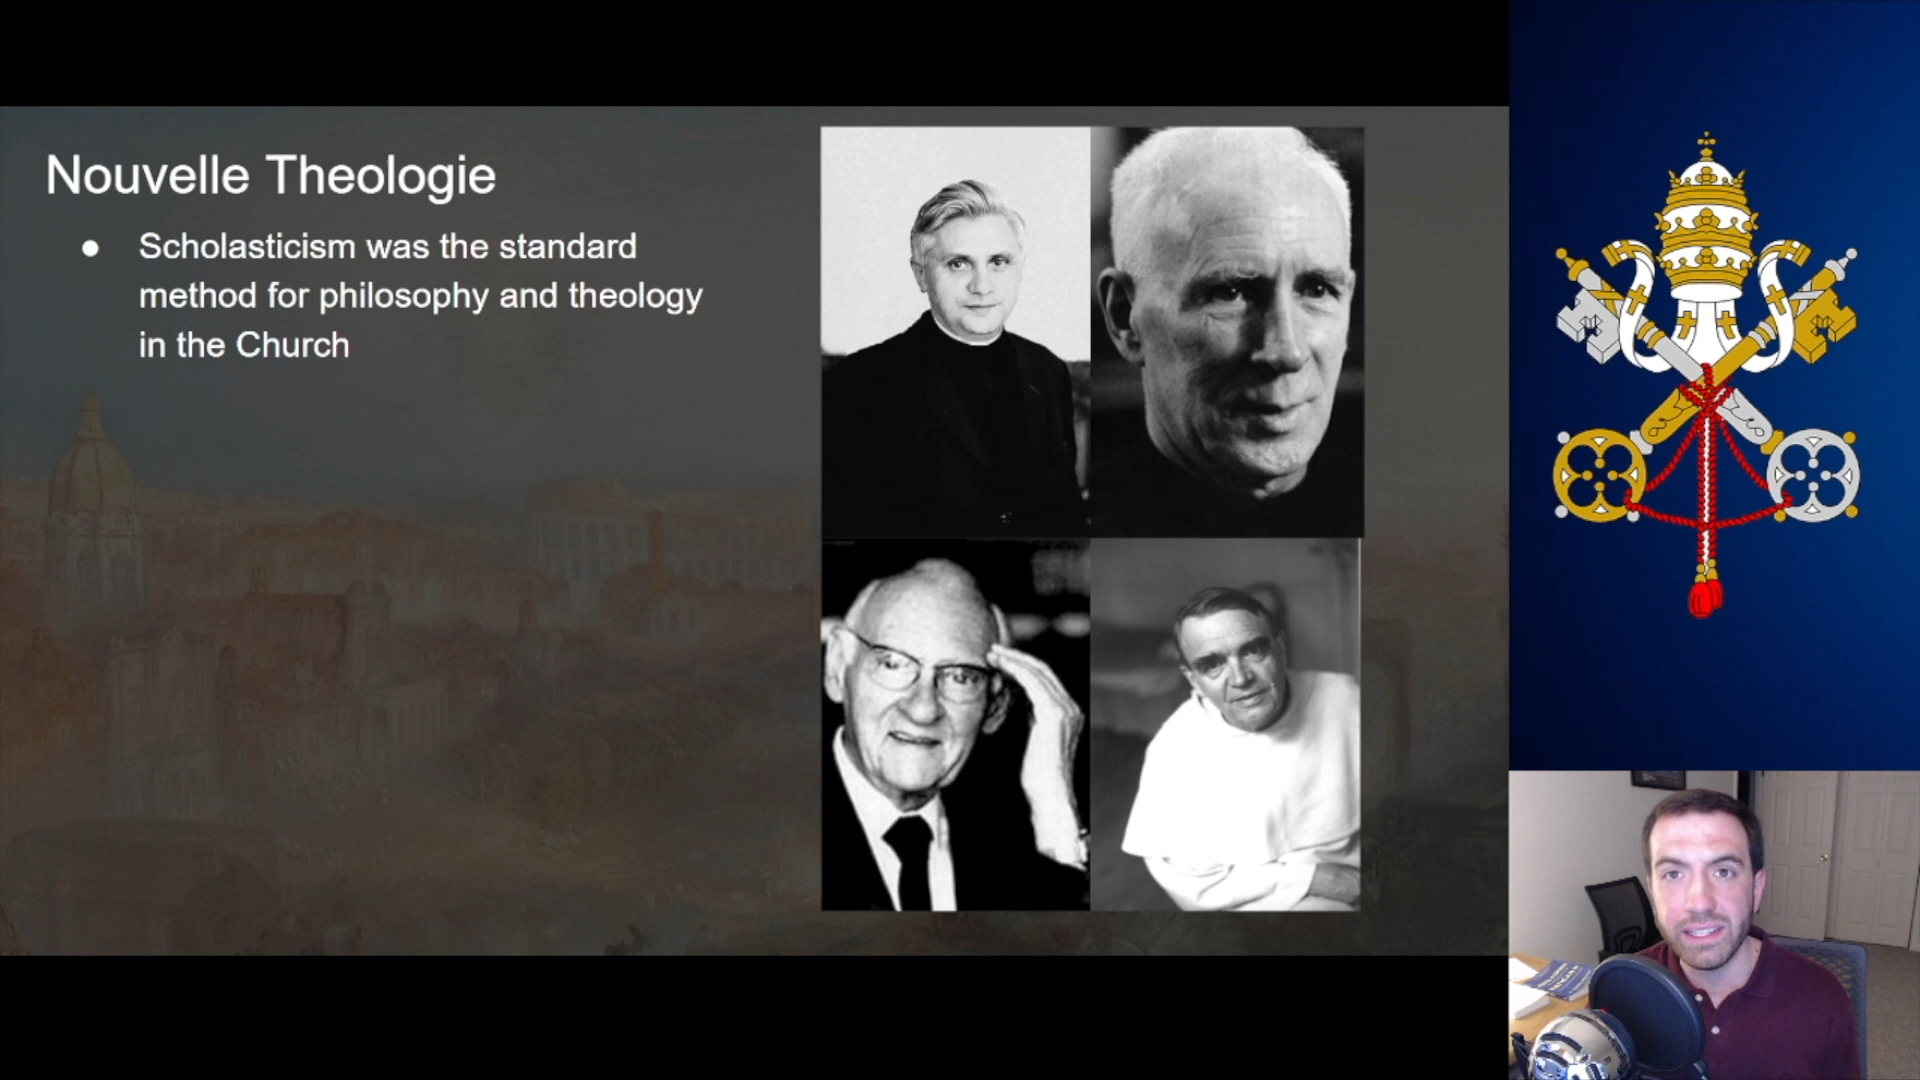 Nouvelle Theologie
● Scholasticism was the standard
method for philosophy and theology
in the Church